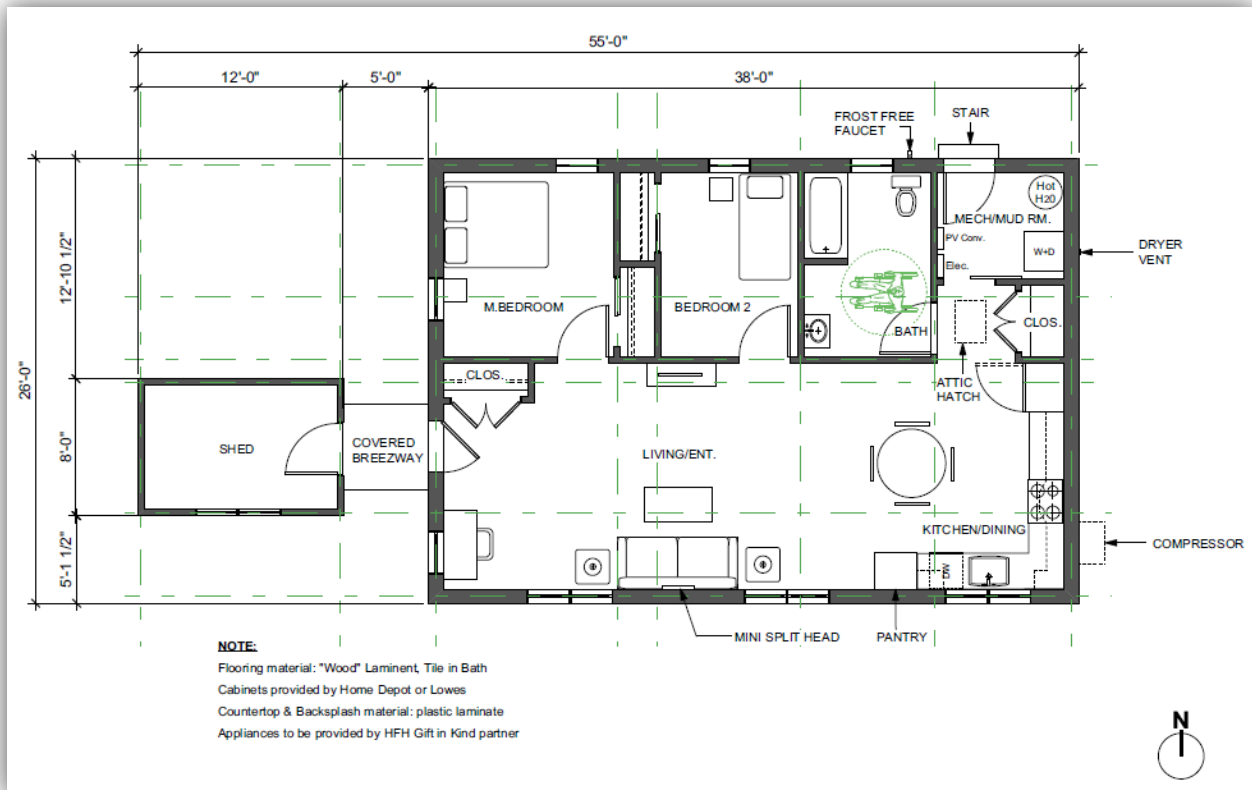 55'-0"
12'-0"
5'-0"
38'-0"
FROST FREE
FAUCET
STAIR
Hot
H20
MECH/MUD RM.
PV Conv.
W+D
Elec.
DRYER
VENT
26'-0"
12'-10 1/2"
8'-0"
5'-1 1/2"
M.BEDROOM
BEDROOM 2
BATH
CLOS.
CLOS.
ATTIC
HATCH
SHED
COVERED
BREEZWAY
LIVING/ENT.
KITCHEN/DINING
DW
COMPRESSOR
MINI SPLIT HEAD
PANTRY
NOTE:
Flooring material: "Wood" Laminent, Tile in Bath
Cabinets provided by Home Depot or Lowes
Countertop & Backsplash material: plastic laminate
Appliances to be provided by HFH Gift in Kind partner
N